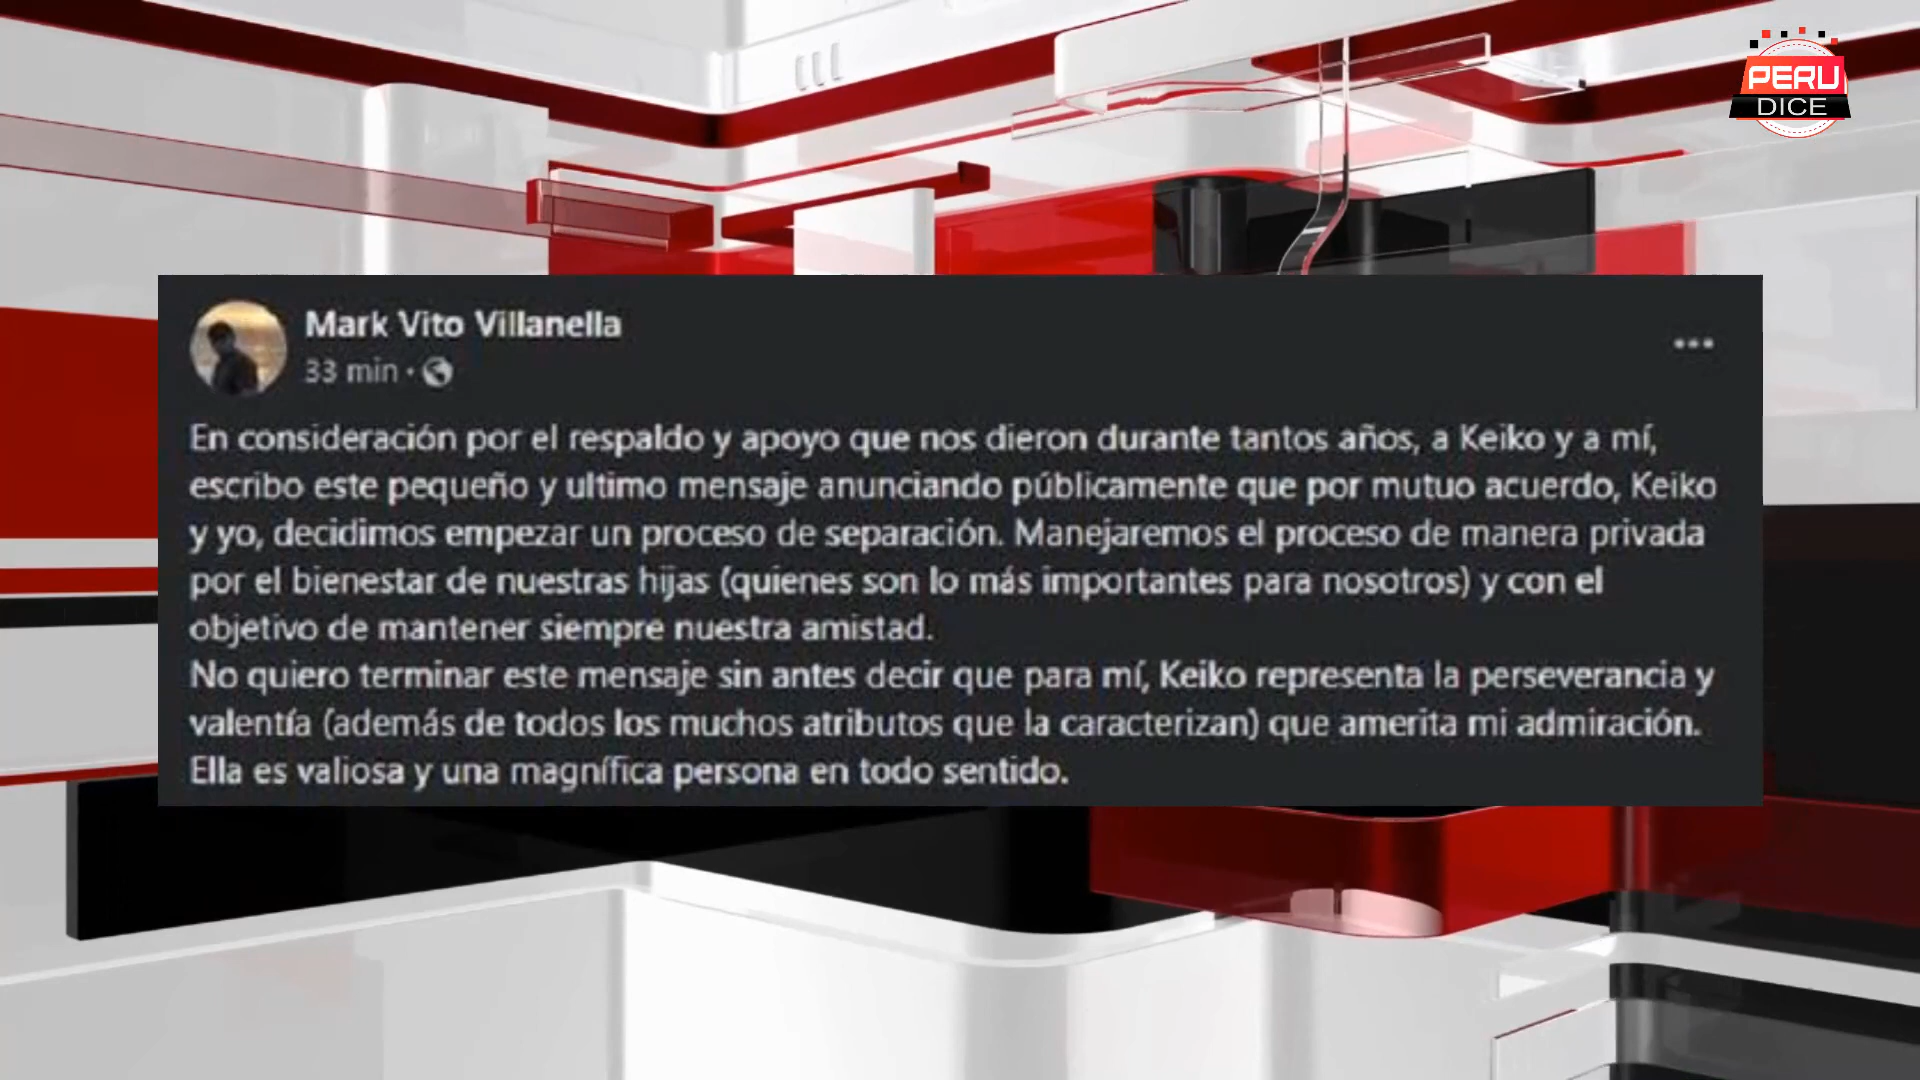 PERU
DICE
Mark Vito Villanella
33 min ·
En consideración por el respaldo y apoyo que nos dieron durante tantos años, a Keiko y a mí,
escribo este pequeño y ultimo mensaje anunciando públicamente que por mutuo acuerdo, Keiko
y yo, decidimos empezar un proceso de separación. Manejaremos el proceso de manera privada
por el bienestar de nuestras hijas (quienes son lo más importantes para nosotros) y con el
objetivo de mantener siempre nuestra amistad.
No quiero terminar este mensaje sin antes decir que para mí, Keiko representa la perseverancia y
valentía (además de todos los muchos atributos que la caracterizan) que amerita mi admiración.
Ella es valiosa y una magnífica persona en todo sentido.